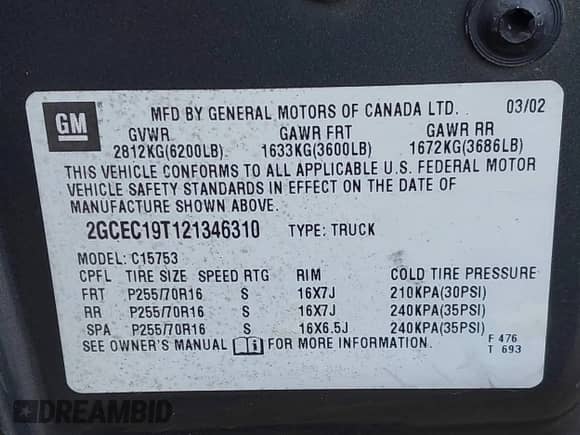 GM
MFD BY GENERAL MOTORS OF CANADA LTD. 03/02
GVWR GAWR FRT GAWR RR
2812KG(6200LB) 1633KG(3600LB) 1672KG(3686LB)
THIS VEHICLE CONFORMS TO ALL APPLICABLE U.S. FEDERAL MOTOR
VEHICLE SAFETY STANDARDS IN EFFECT ON THE DATE OF
MANUFACTURE SHOWN ABOVE.
2GCEC19T121346310 TYPE: TRUCK
MODEL: C15753
CPFL TIRE SIZE SPEED RTG RIM COLD TIRE PRESSURE
FRT P255/70R16 S 16X7J 210KPA(30PSI)
RR P255/70R16 S 16X7J 240KPA(35PSI)
SPA P255/70R16 S 16X6.5J 240KPA(35PSI)
SEE OWNER'S MANUAL FOR MORE INFORMATION. F 476
T 693
DREAMBID